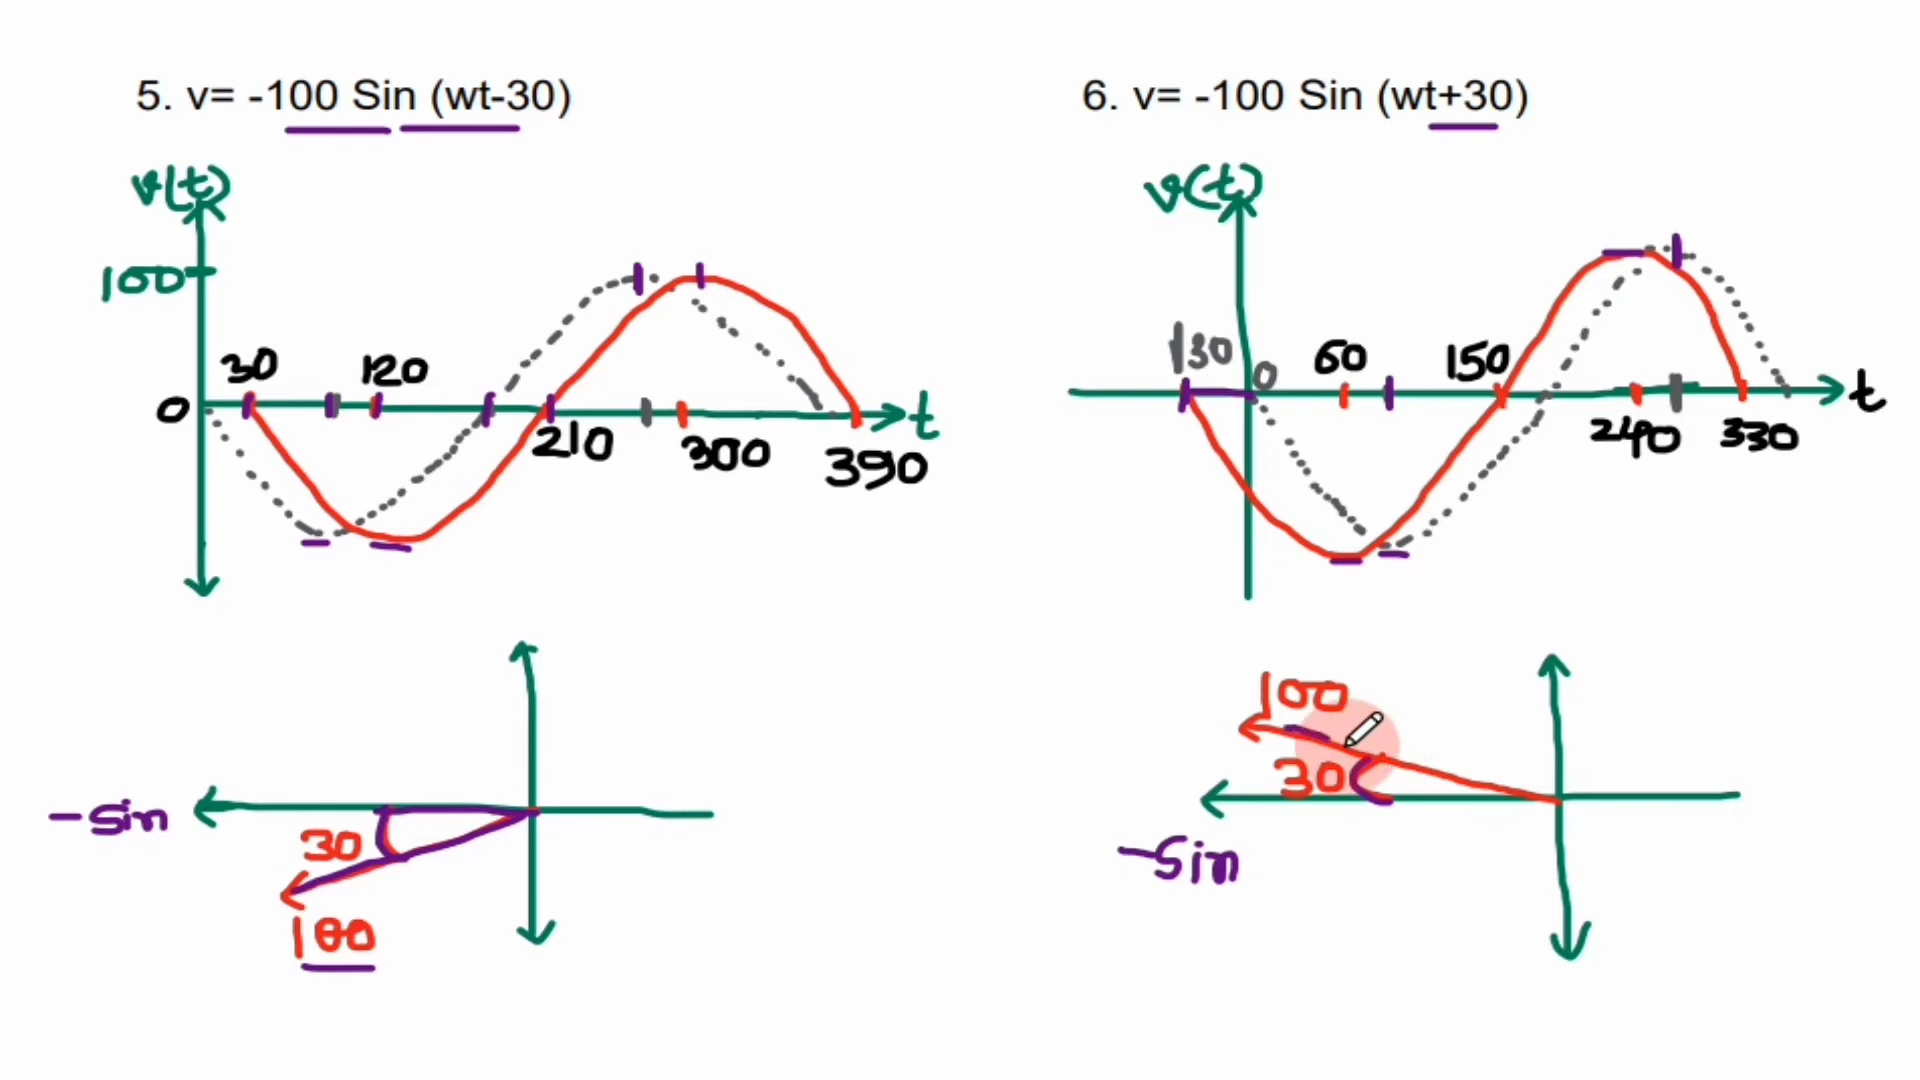 5. v= -100 Sin (wt-30)
6. v= -100 Sin (wt+30)
v(t)
100
0
30
120
210
300
390
t
v(t)
130
0
60
150
240
330
t
-Sin
30
100
100
30
-Sin